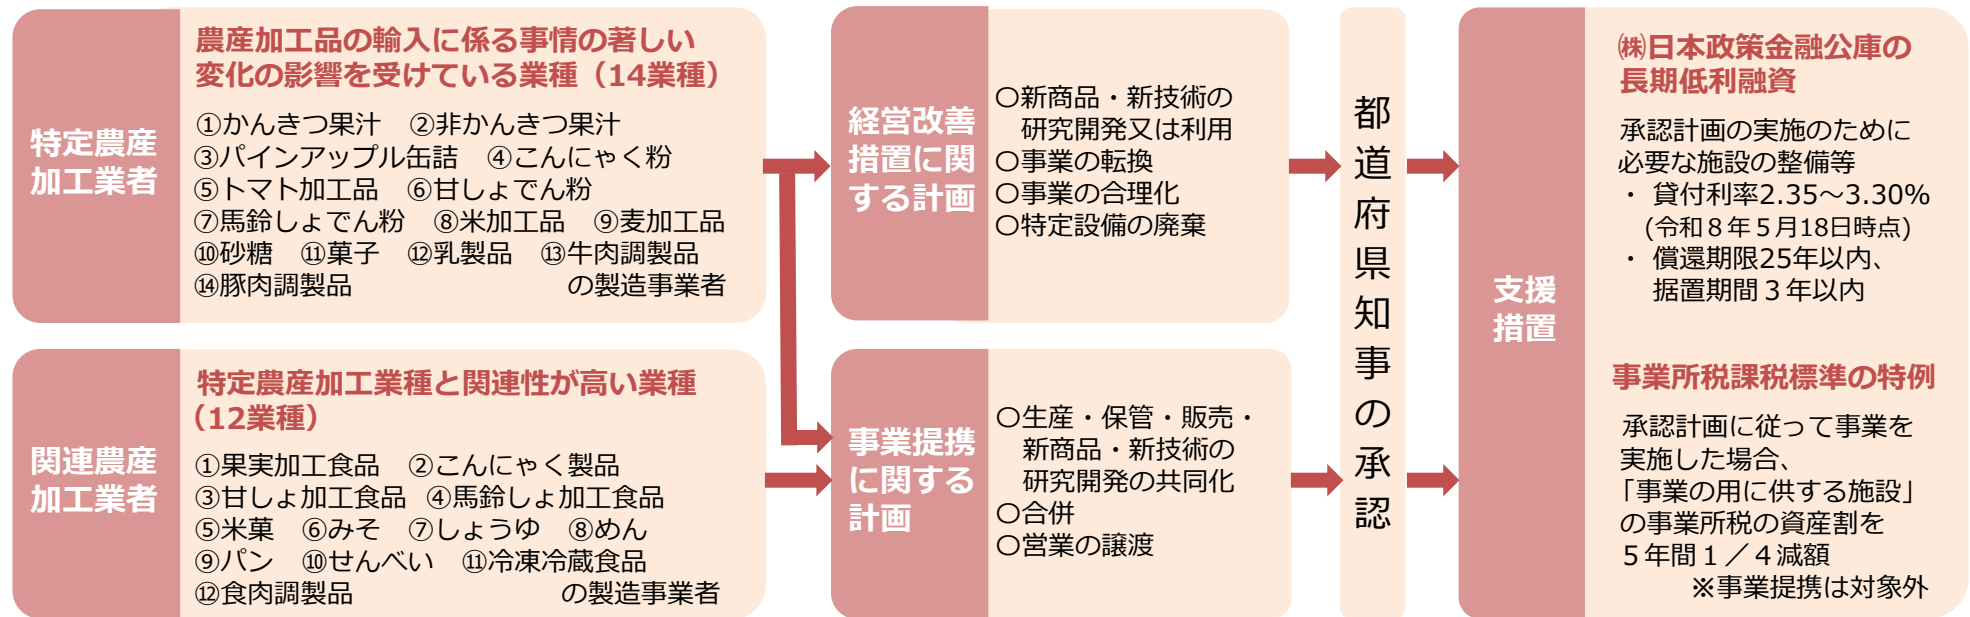 特定農産
加工業者
農産加工品の輸入に係る事情の著しい
変化の影響を受けている業種（14業種）
①かんきつ果汁　②非かんきつ果汁
③パインアップル缶詰　④こんにゃく粉
⑤トマト加工品　⑥甘しょでん粉
⑦馬鈴しょでん粉　⑧米加工品　⑨麦加工品
⑩砂糖　⑪菓子　⑫乳製品　⑬牛肉調製品
⑭豚肉調製品　　　　　　　　の製造事業者
関連農産
加工業者
特定農産加工業種と関連性が高い業種
（12業種）
①果実加工食品　②こんにゃく製品
③甘しょ加工食品　④馬鈴しょ加工食品
⑤米菓　⑥みそ　⑦しょうゆ　⑧めん
⑨パン　⑩せんべい　⑪冷凍冷蔵食品
⑫食肉調製品　　　　　　　　の製造事業者
経営改善
措置に関
する計画
〇新商品・新技術の
研究開発又は利用
〇事業の転換
〇事業の合理化
〇特定設備の廃棄
事業提携
に関する
計画
〇生産・保管・販売・
新商品・新技術の
研究開発の共同化
〇合併
〇営業の譲渡
都道府県知事の承認
支援
措置
㈱日本政策金融公庫の
長期低利融資
承認計画の実施のために
必要な施設の整備等
・ 貸付利率2.35～3.30%
(令和８年５月18日時点)
・ 償還期限25年以内、
据置期間３年以内
事業所税課税標準の特例
承認計画に従って事業を
実施した場合、
「事業の用に供する施設」
の事業所税の資産割を
５年間１／４減額
※事業提携は対象外